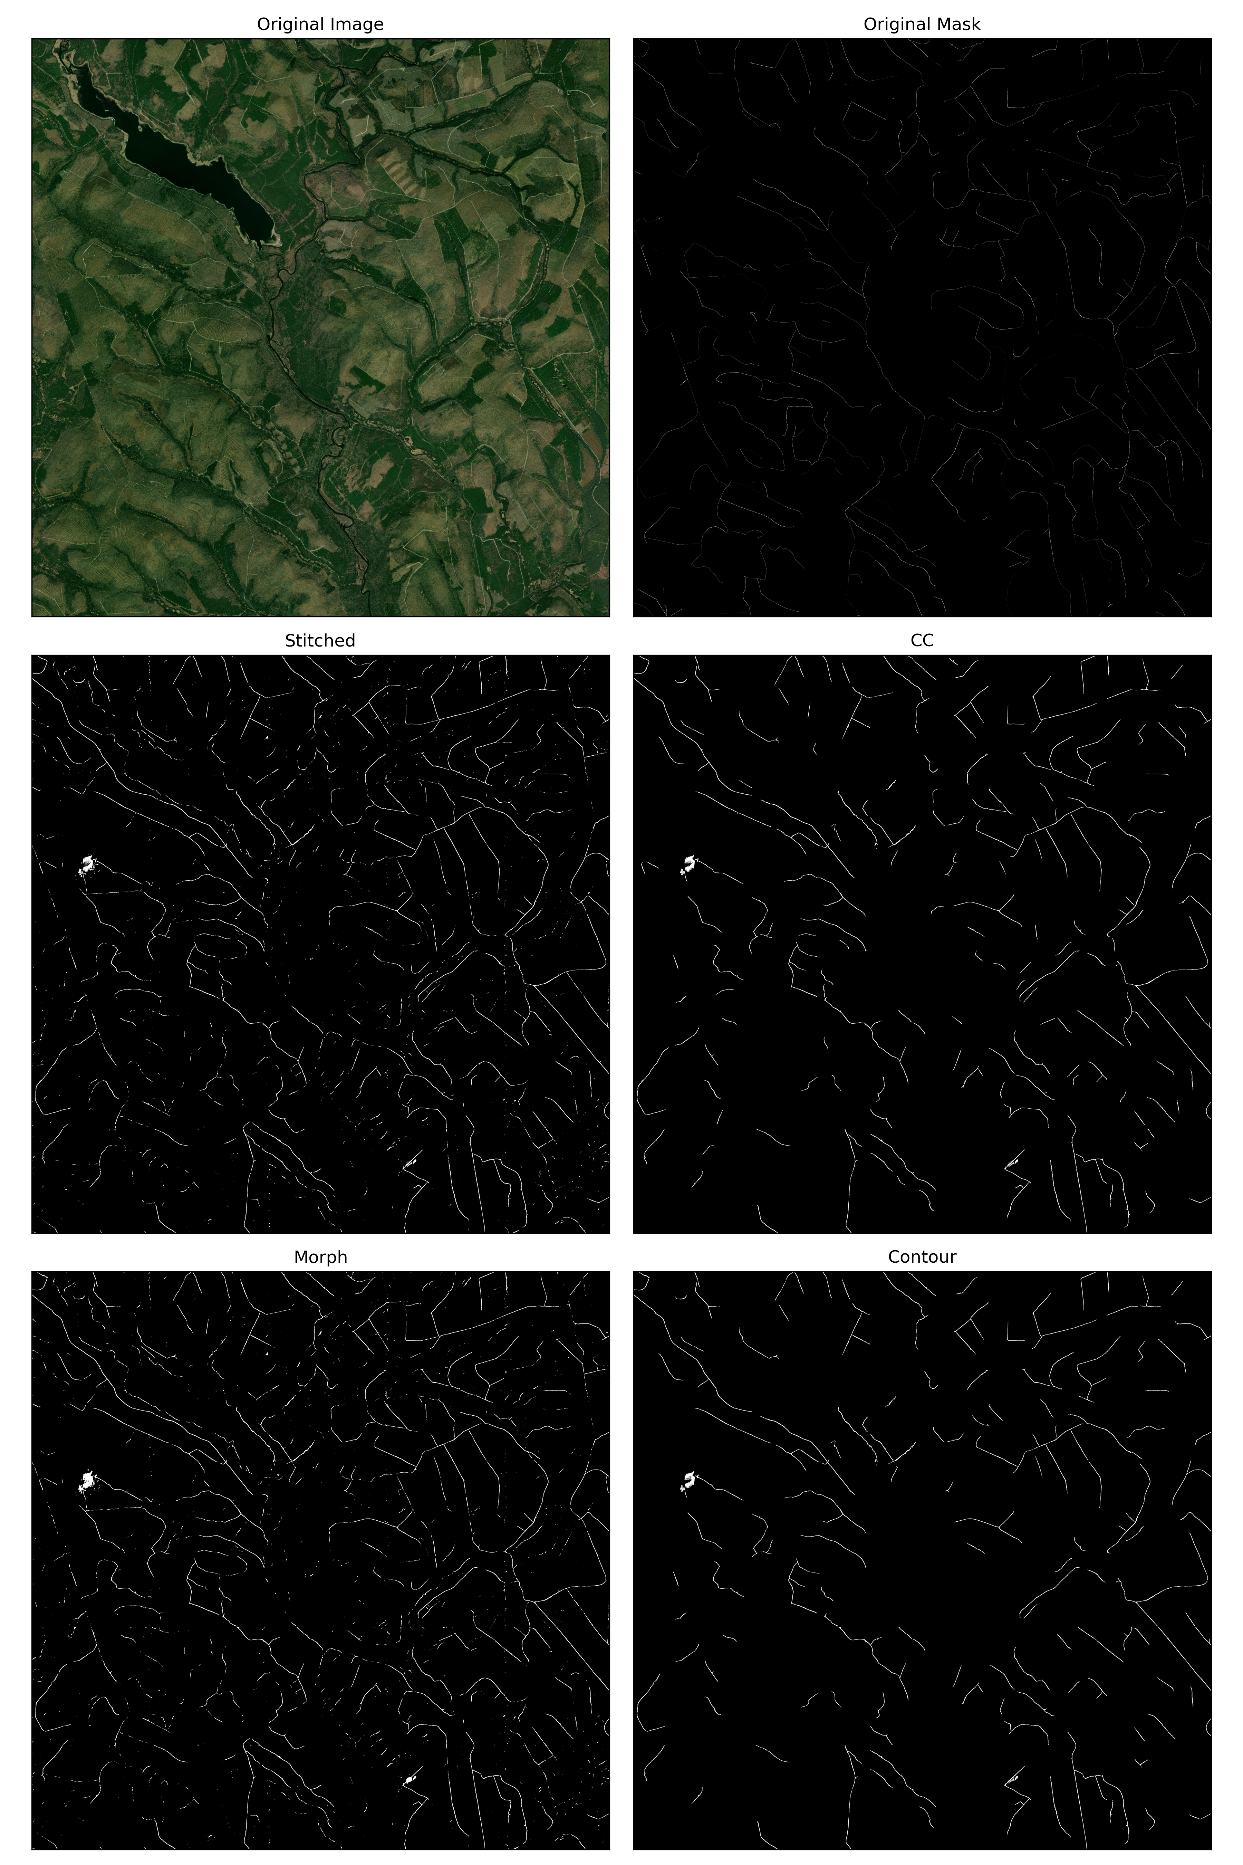 Original Image
Original Mask
Stitched
CC
Morph
Contour